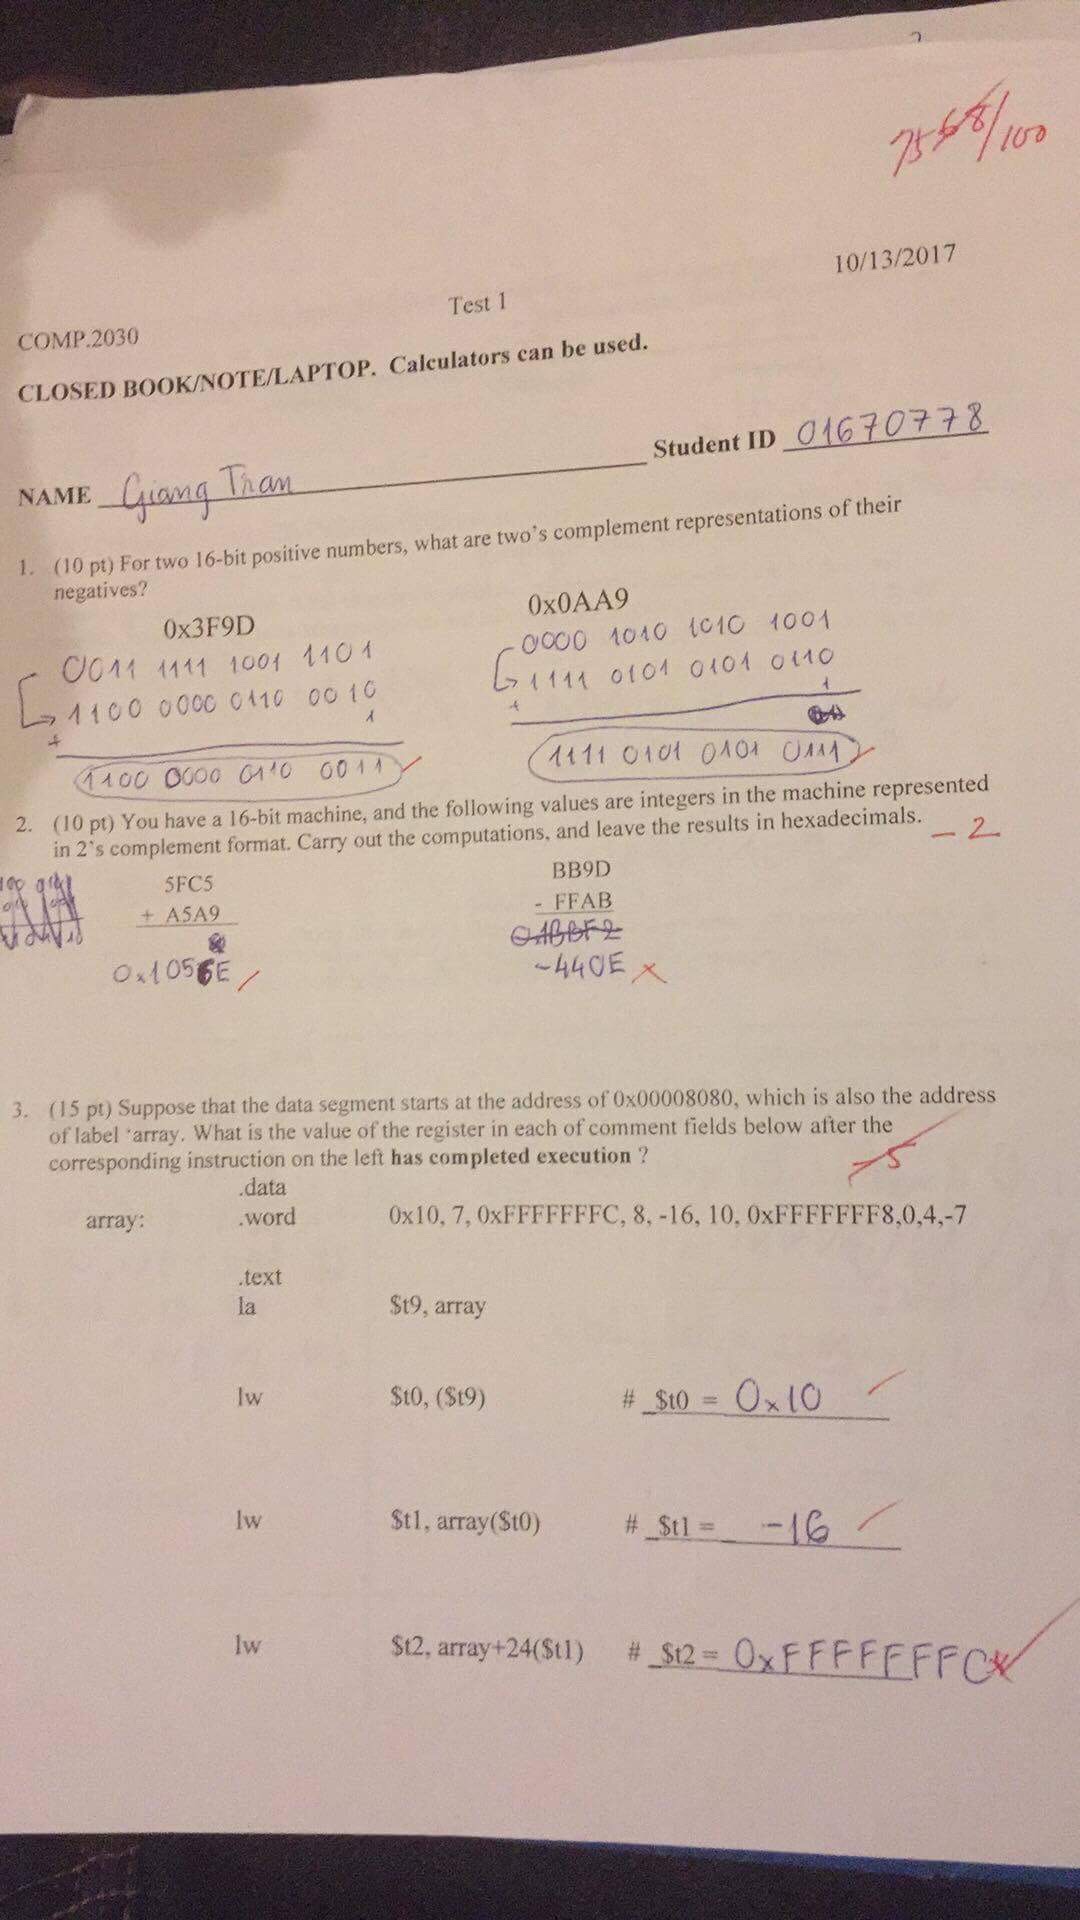 75 68/100
10/13/2017
Test 1
COMP.2030
CLOSED BOOK/NOTE/LAPTOP. Calculators can be used.
NAME Giang Tran Student ID 01670778
1. (10 pt) For two 16-bit positive numbers, what are two's complement representations of their
negatives?
0x3F9D 0x0AA9
0011 1111 1001 1101 0000 1010 1010 1001
1100 0000 0110 0010 1111 0101 0101 0110
+ 1 + 1
1100 0000 0110 0011 1111 0101 0101 0111
2. (10 pt) You have a 16-bit machine, and the following values are integers in the machine represented
in 2's complement format. Carry out the computations, and leave the results in hexadecimals. -2
5FC5 BB9D
+ A5A9 - FFAB
0x1056E -440E
3. (15 pt) Suppose that the data segment starts at the address of 0x00008080, which is also the address
of label 'array. What is the value of the register in each of comment fields below after the
corresponding instruction on the left has completed execution ? -5
.data
array: .word 0x10, 7, 0xFFFFFFFC, 8, -16, 10, 0xFFFFFFF8,0,4,-7
.text
la $t9, array
lw $t0, ($t9) # _$t0 = 0x10
lw $t1, array($t0) # _$t1 = -16
lw $t2, array+24($t1) # _$t2 = 0xFFFFFFFC